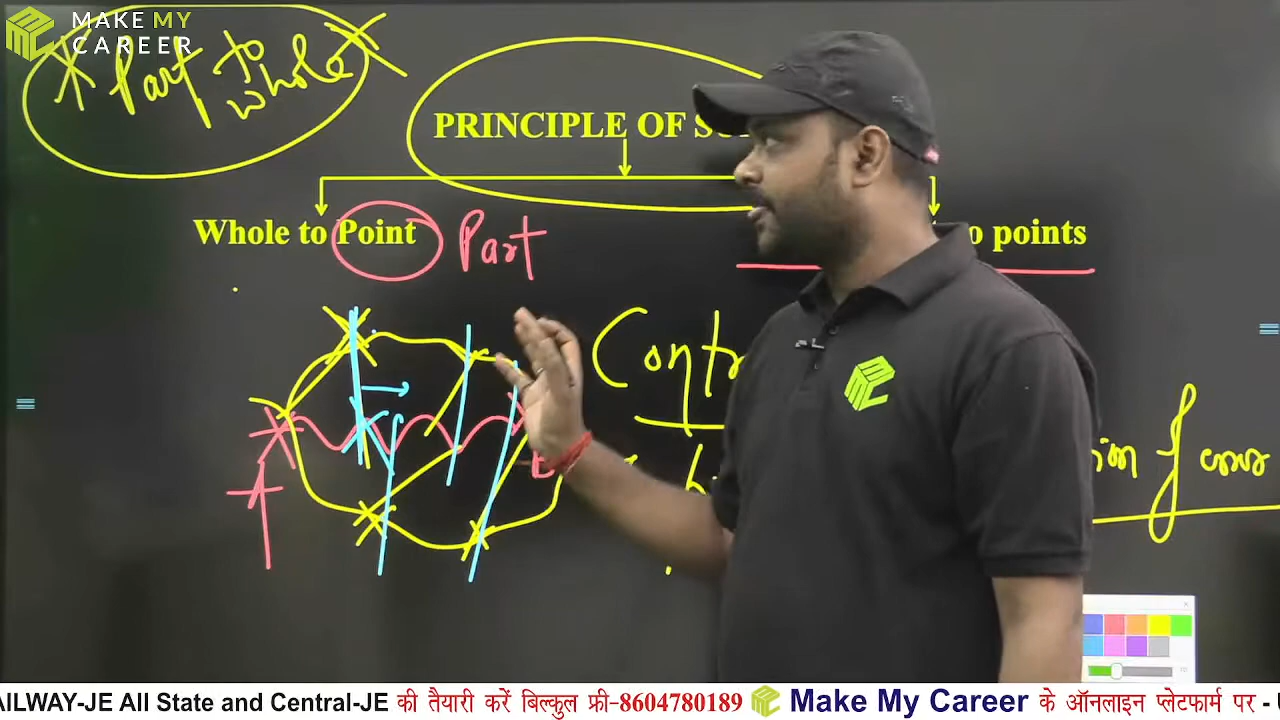 MAKE MY
CAREER
Part to
whole
PRINCIPLE OF
Whole to Point Part
points
Contr
of
AILWAY-JE All State and Central-JE की तैयारी करें बिल्कुल फ्री-8604780189 Make My Career के ऑनलाइन प्लेटफार्म पर -